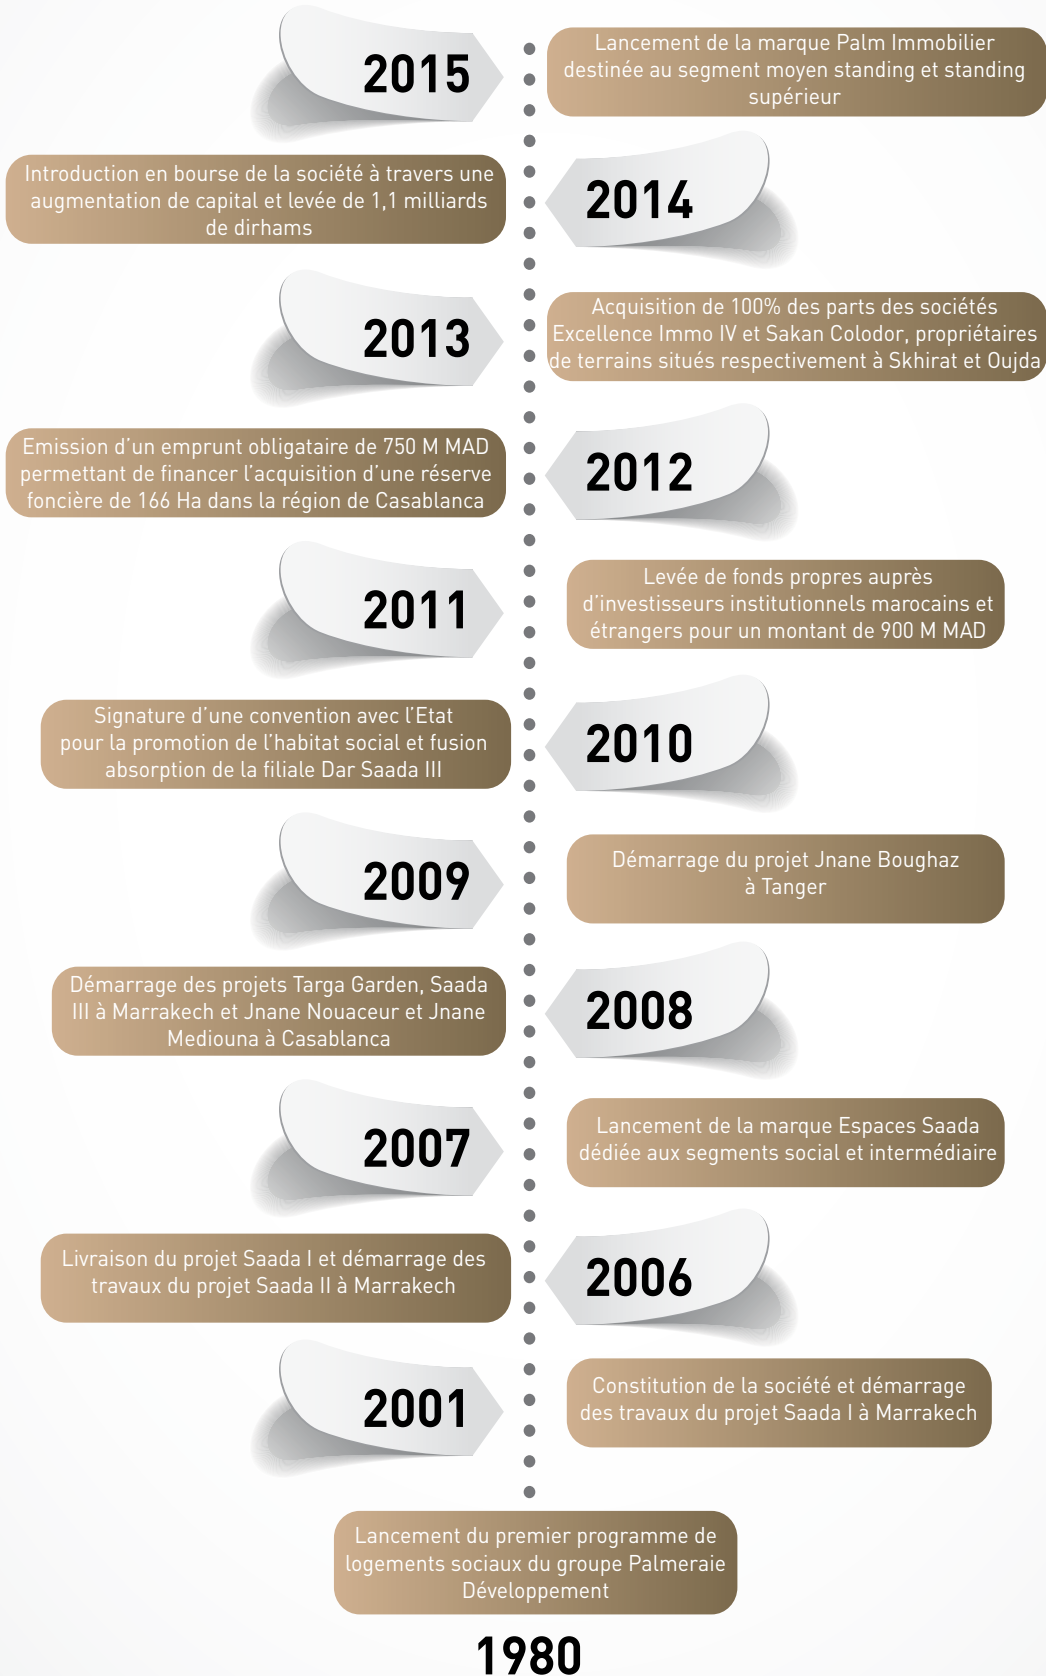 2015
Lancement de la marque Palm Immobilier
destinée au segment moyen standing et standing
supérieur
Introduction en bourse de la société à travers une
augmentation de capital et levée de 1,1 milliards
de dirhams
2014
2013
Acquisition de 100% des parts des sociétés
Excellence Immo IV et Sakan Colodor, propriétaires
de terrains situés respectivement à Skhirat et Oujda
Emission d’un emprunt obligataire de 750 M MAD
permettant de financer l’acquisition d’une réserve
foncière de 166 Ha dans la région de Casablanca
2012
2011
Levée de fonds propres auprès
d’investisseurs institutionnels marocains et
étrangers pour un montant de 900 M MAD
Signature d’une convention avec l’Etat
pour la promotion de l’habitat social et fusion
absorption de la filiale Dar Saada III
2010
2009
Démarrage du projet Jnane Boughaz
à Tanger
Démarrage des projets Targa Garden, Saada
III à Marrakech et Jnane Nouaceur et Jnane
Mediouna à Casablanca
2008
2007
Lancement de la marque Espaces Saada
dédiée aux segments social et intermédiaire
Livraison du projet Saada I et démarrage des
travaux du projet Saada II à Marrakech
2006
2001
Constitution de la société et démarrage
des travaux du projet Saada I à Marrakech
Lancement du premier programme de
logements sociaux du groupe Palmeraie
Développement
1980